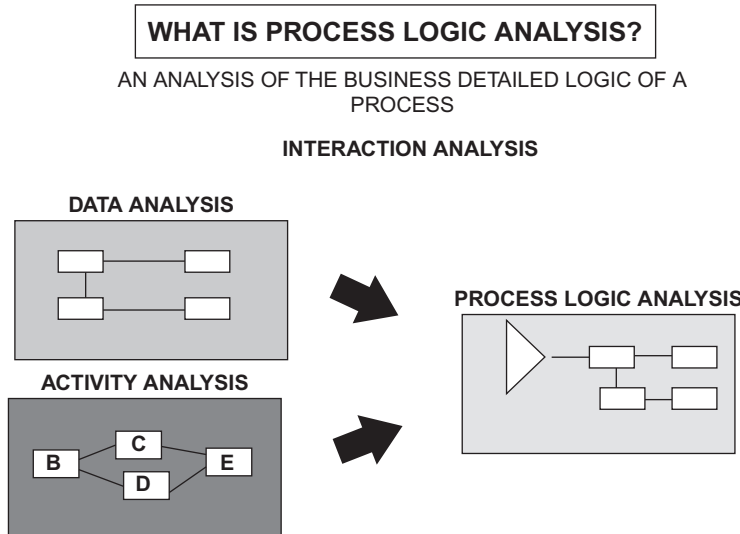 WHAT IS PROCESS LOGIC ANALYSIS?
AN ANALYSIS OF THE BUSINESS DETAILED LOGIC OF A
PROCESS
INTERACTION ANALYSIS
DATA ANALYSIS
PROCESS LOGIC ANALYSIS
ACTIVITY ANALYSIS
B
C
D
E